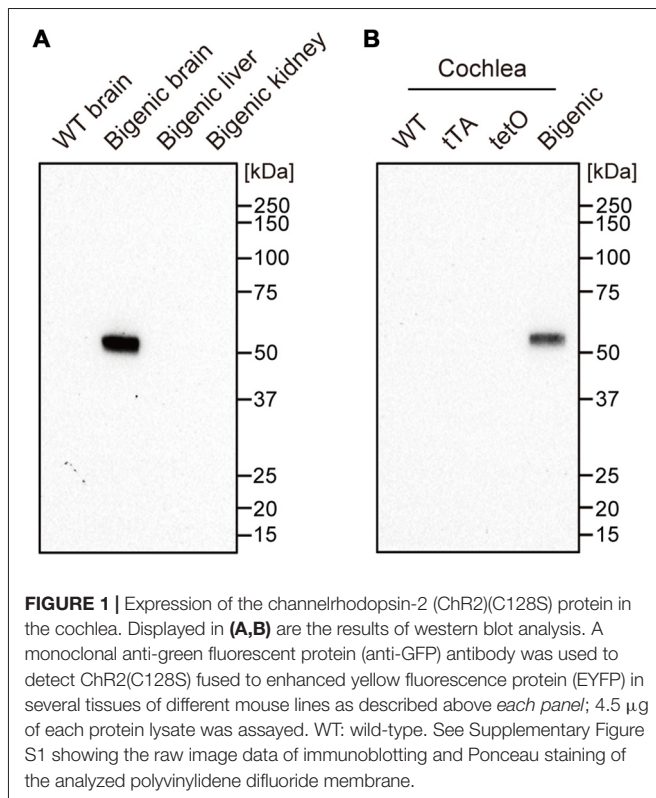 A
WT brain
Bigenic brain
Bigenic liver
Bigenic kidney
[kDa]
250
150
100
75
50
37
25
20
15
B
Cochlea
WT
tTA
tetO
Bigenic
[kDa]
250
150
100
75
50
37
25
20
15
FIGURE 1 | Expression of the channelrhodopsin-2 (ChR2)(C128S) protein in
the cochlea. Displayed in (A,B) are the results of western blot analysis. A
monoclonal anti-green fluorescent protein (anti-GFP) antibody was used to
detect ChR2(C128S) fused to enhanced yellow fluorescence protein (EYFP) in
several tissues of different mouse lines as described above each panel; 4.5 μg
of each protein lysate was assayed. WT: wild-type. See Supplementary Figure
S1 showing the raw image data of immunoblotting and Ponceau staining of
the analyzed polyvinylidene difluoride membrane.